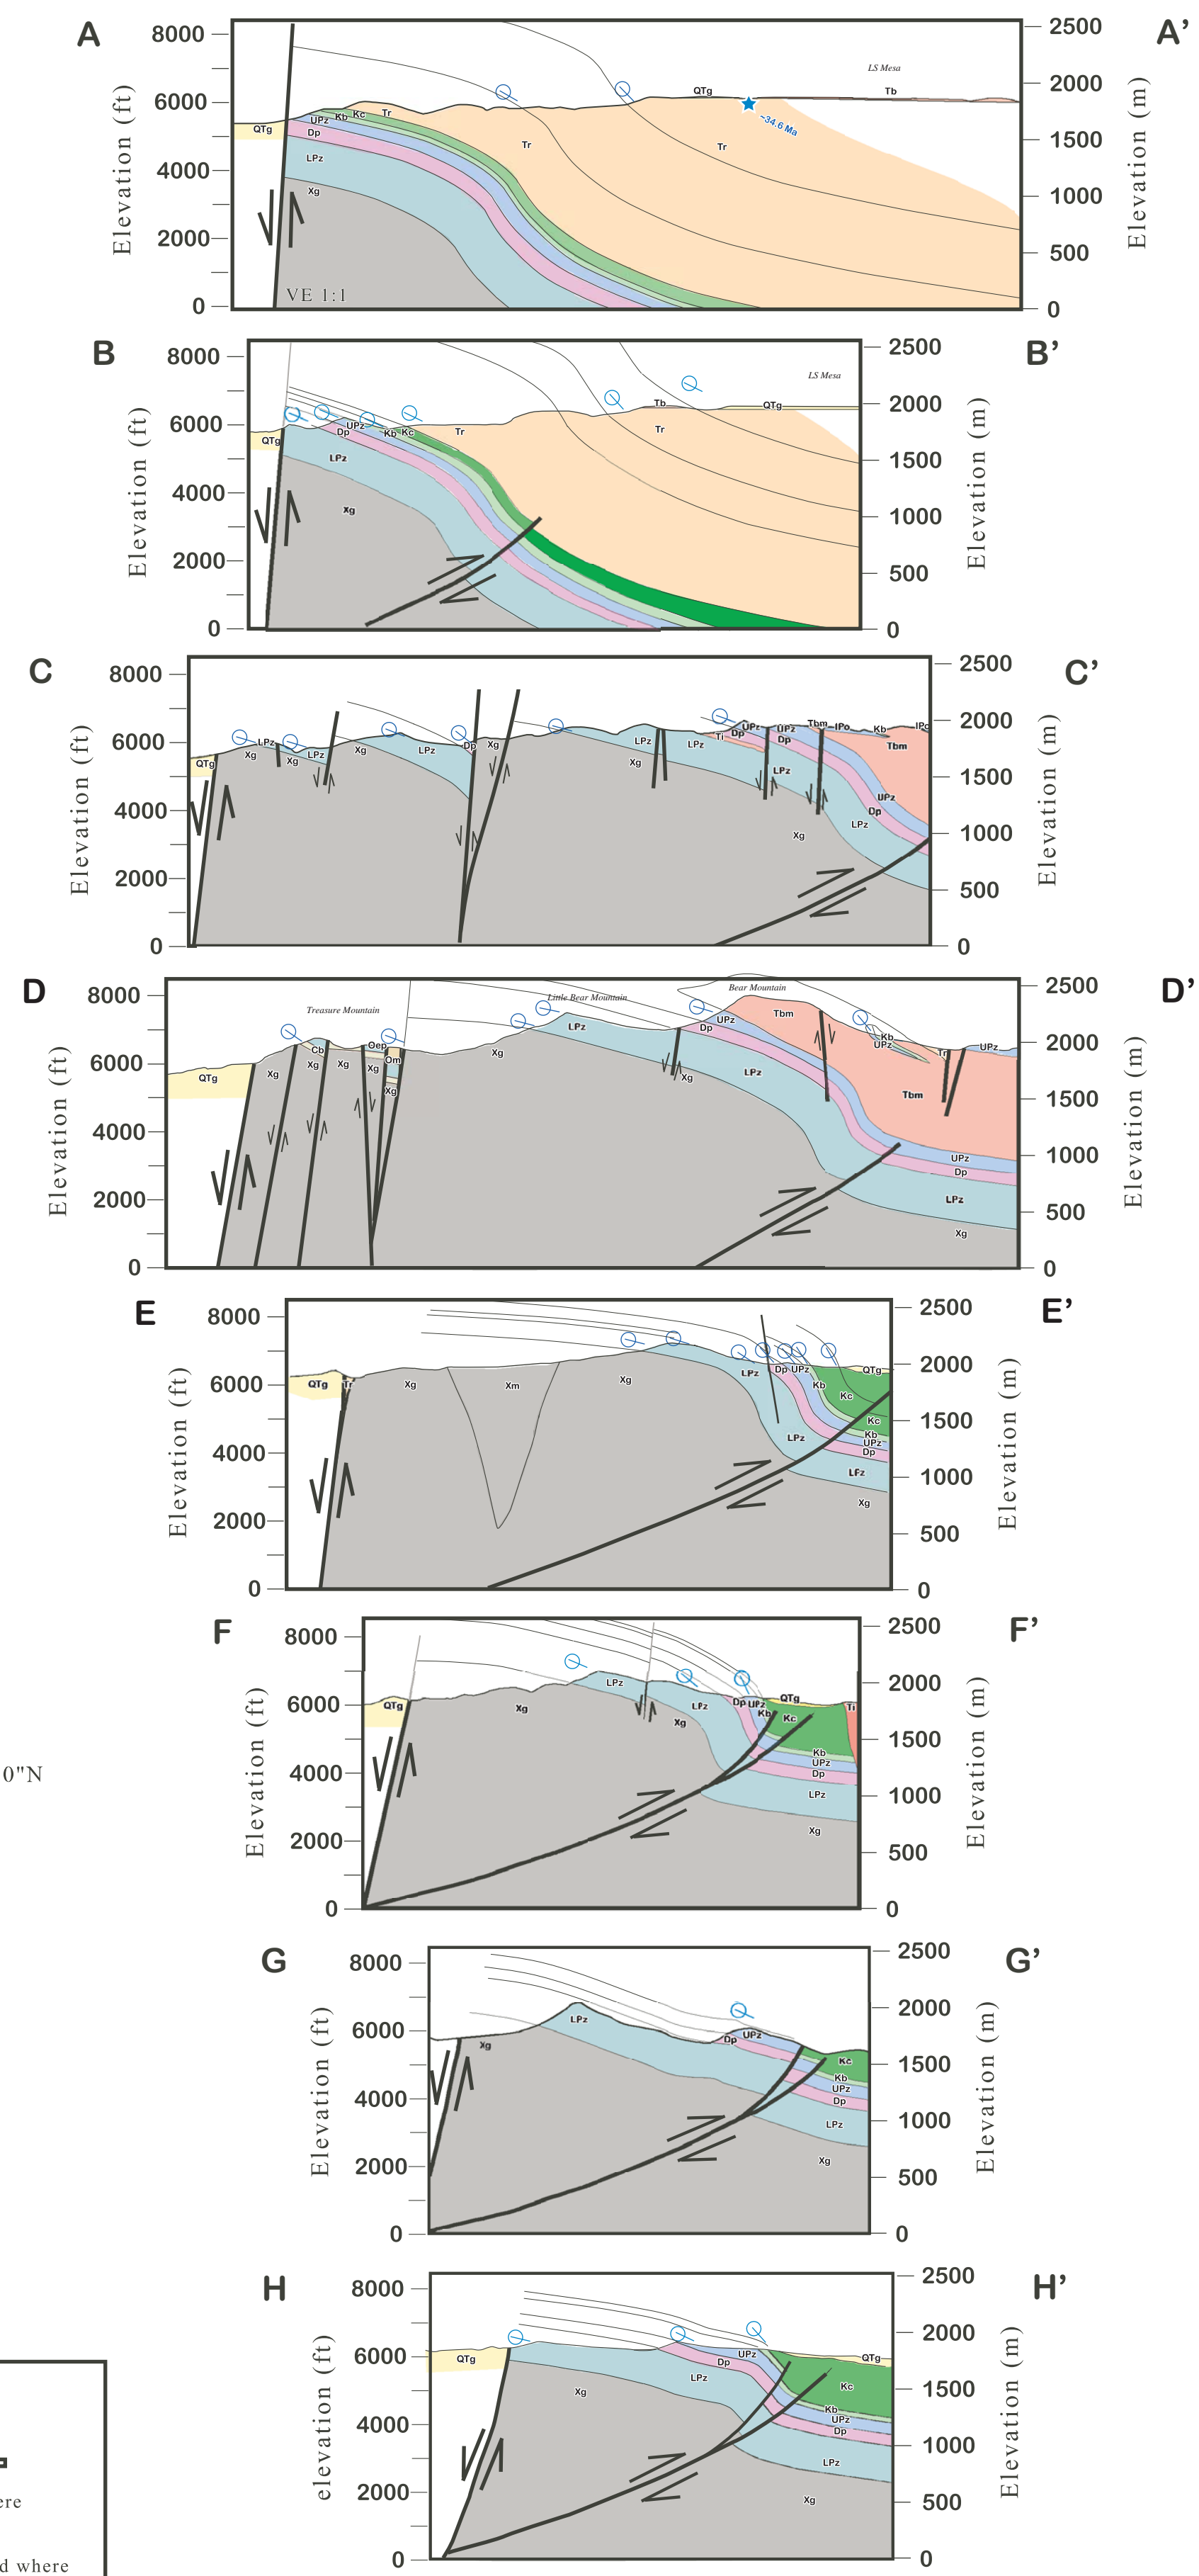 A
A’
8000
6000
4000
2000
0
Elevation (ft)
2500
2000
1500
1000
500
0
Elevation (m)
LS Mesa
QTg
Tb
~34.6 Ma
QTg
UPz
Kb
Kc
Tr
Dp
LPz
Xg
Tr
Tr
VE 1:1
B
B’
8000
6000
4000
2000
0
Elevation (ft)
2500
2000
1500
1000
500
0
Elevation (m)
LS Mesa
Tb
QTg
QTg
UPz
Dp
Kb
Kc
Tr
Tr
LPz
Xg
C
C’
8000
6000
4000
2000
0
Elevation (ft)
2500
2000
1500
1000
500
0
Elevation (m)
QTg
LPz
Xg
Xg
LPz
Xg
LPz
Dp
Xg
LPz
Xg
LPz
Ti
UPz
Dp
UPz
Dp
Tbm
IPo
Kb
IPo
Tbm
LPz
UPz
Dp
LPz
Xg
D
D’
8000
6000
4000
2000
0
Elevation (ft)
2500
2000
1500
1000
500
0
Elevation (m)
Treasure Mountain
Little Bear Mountain
Bear Mountain
QTg
Xg
Cb
Xg
Xg
Oep
Xg
Om
Xg
Xg
LPz
Dp
UPz
Tbm
Kb
UPz
Tr
UPz
Xg
LPz
Tbm
UPz
Dp
LPz
Xg
E
E’
8000
6000
4000
2000
0
Elevation (ft)
2500
2000
1500
1000
500
0
Elevation (m)
QTg
Tr
Xg
Xm
Xg
LPz
Dp
UPz
Kb
Kc
QTg
Kc
Kb
UPz
Dp
LPz
LPz
Xg
0"N
F
F’
8000
6000
4000
2000
0
Elevation (ft)
2500
2000
1500
1000
500
0
Elevation (m)
QTg
Xg
LPz
Xg
LPz
Dp
UPz
Kb
QTg
Kc
Ti
Kb
UPz
Dp
LPz
Xg
G
G’
8000
6000
4000
2000
0
Elevation (ft)
2500
2000
1500
1000
500
0
Elevation (m)
Xg
LPz
Dp
UPz
Kc
Kb
UPz
Dp
LPz
Xg
H
H’
8000
6000
4000
2000
0
elevation (ft)
2500
2000
1500
1000
500
0
Elevation (m)
QTg
Xg
LPz
Dp
UPz
QTg
Kc
Kb
UPz
Dp
LPz
Xg
ere
d where